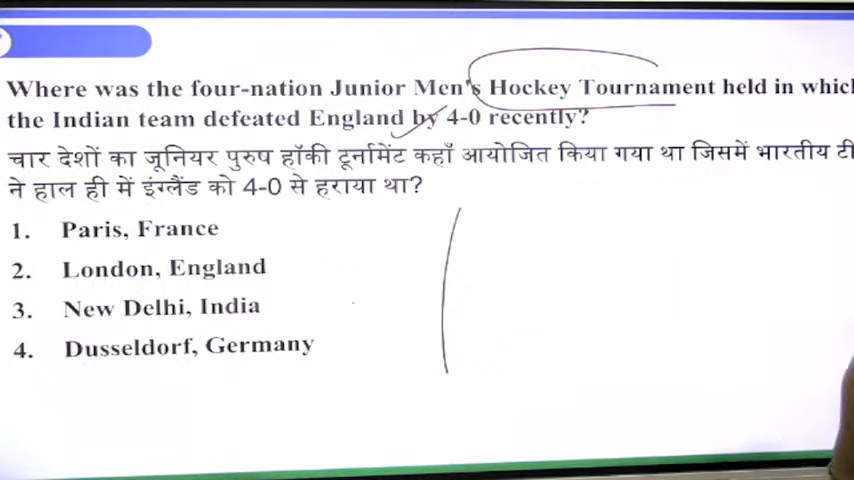 Where was the four-nation Junior Men's Hockey Tournament held in which
the Indian team defeated England by 4-0 recently?
चार देशों का जूनियर पुरुष हॉकी टूर्नामेंट कहाँ आयोजित किया गया था जिसमें भारतीय टी
ने हाल ही में इंग्लैंड को 4-0 से हराया था?
1. Paris, France
2. London, England
3. New Delhi, India
4. Dusseldorf, Germany